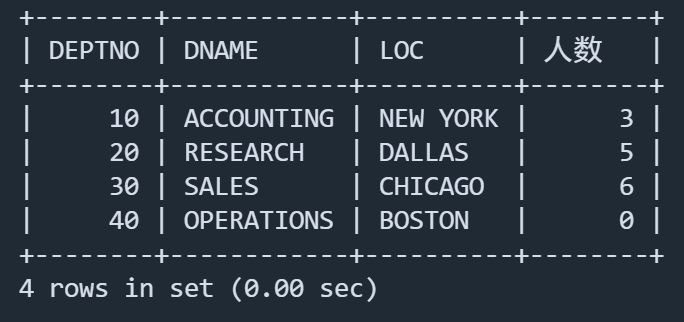 +--------+------------+----------+--------+
| DEPTNO | DNAME      | LOC      | 人数   |
+--------+------------+----------+--------+
|     10 | ACCOUNTING | NEW YORK |      3 |
|     20 | RESEARCH   | DALLAS   |      5 |
|     30 | SALES      | CHICAGO  |      6 |
|     40 | OPERATIONS | BOSTON   |      0 |
+--------+------------+----------+--------+
4 rows in set (0.00 sec)